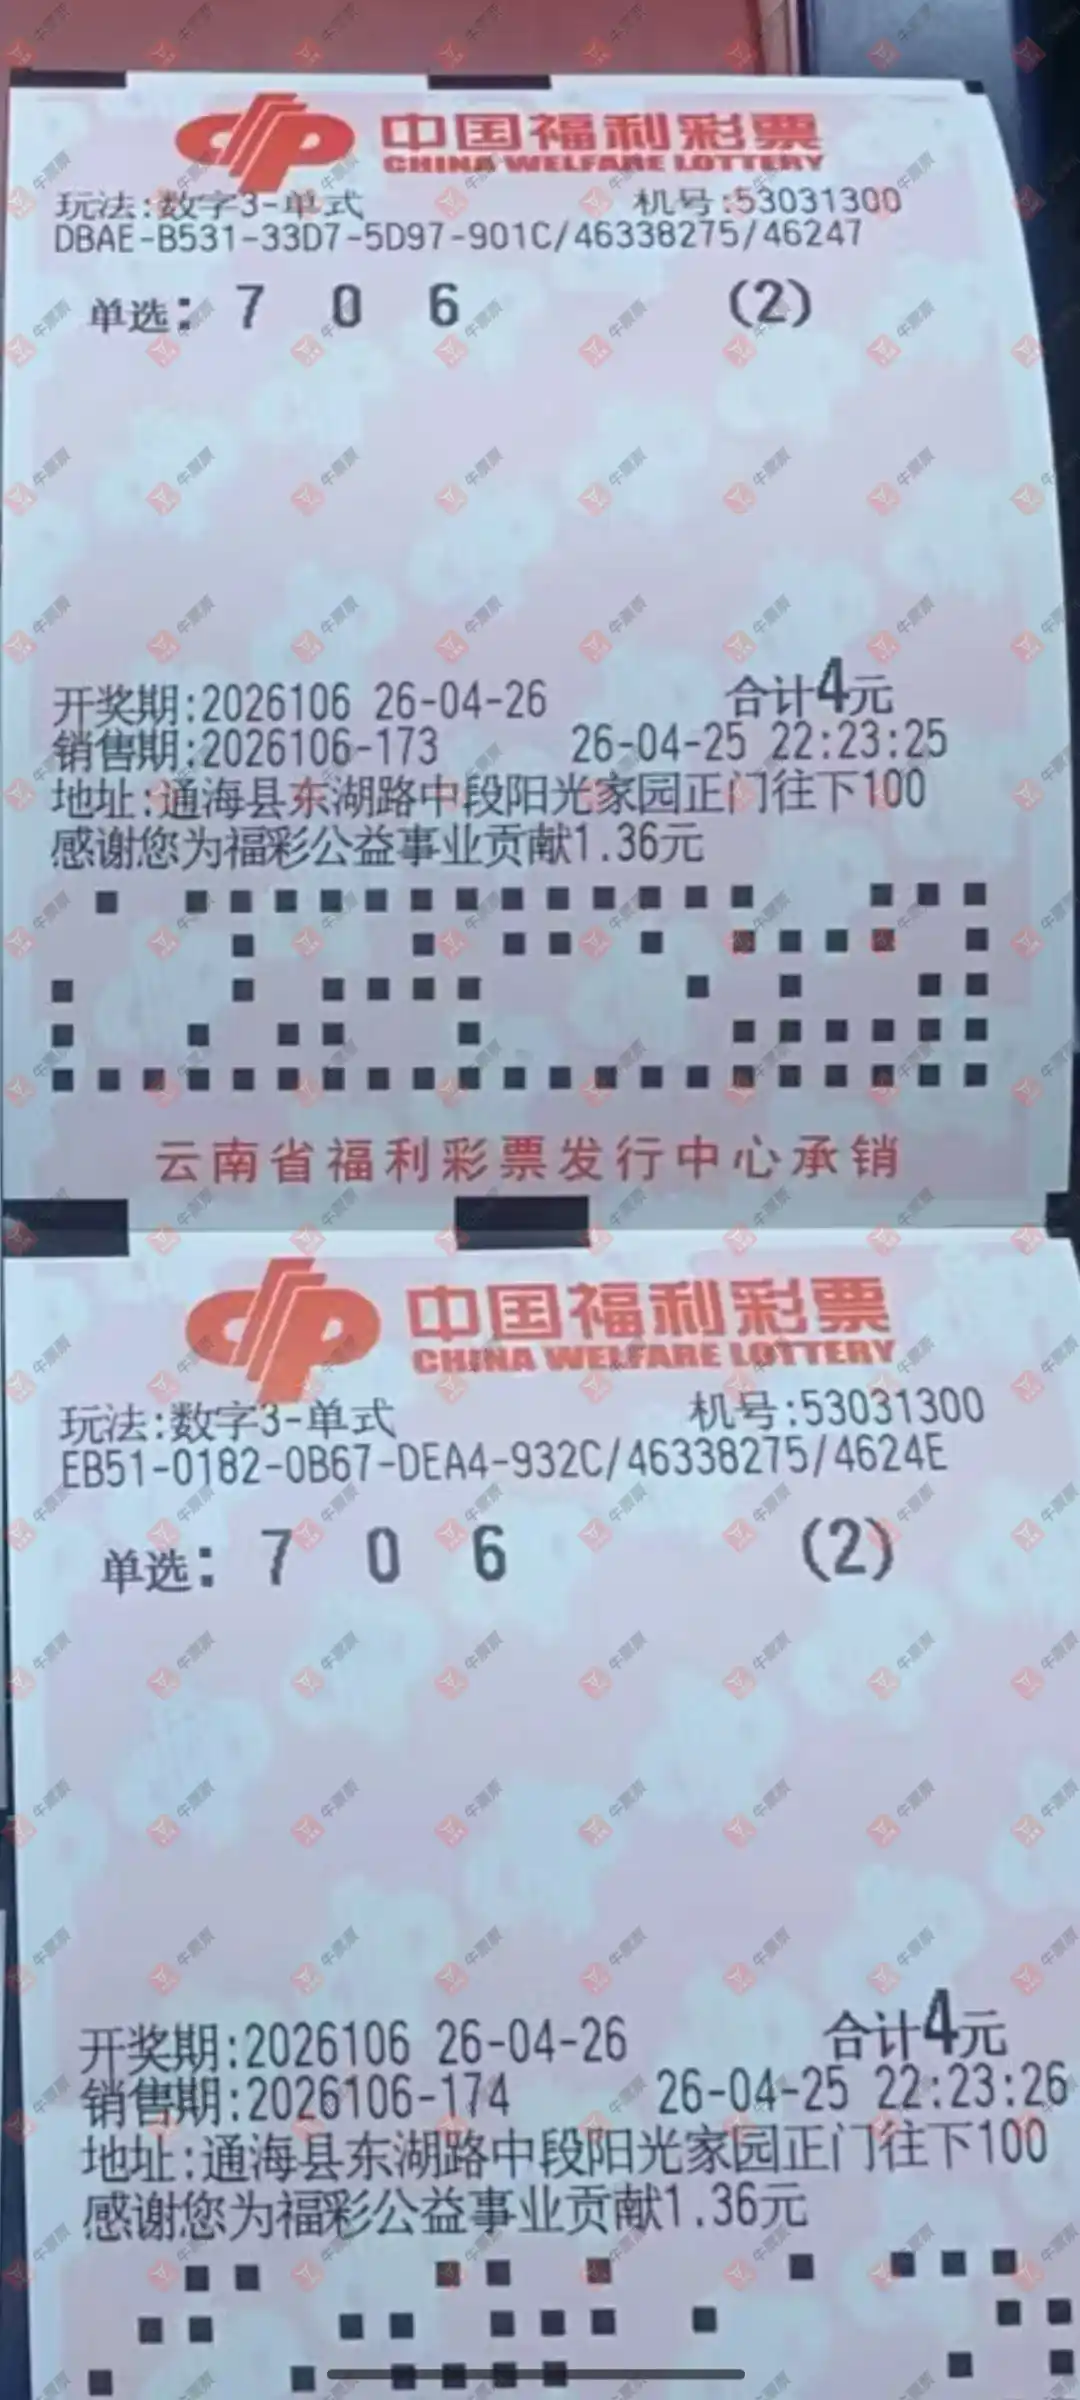 中国福利彩票
CHINA WELFARE LOTTERY
玩法:数字3-单式 机号:53031300
DBAE-B531-33D7-5D97-901C/46338275/46247
单选: 7 0 6 (2)
开奖期:2026106 26-04-26 合计4元
销售期:2026106-173 26-04-25 22:23:25
地址:通海县东湖路中段阳光家园正门往下100
感谢您为福彩公益事业贡献1.36元
云南省福利彩票发行中心承销
中国福利彩票
CHINA WELFARE LOTTERY
玩法:数字3-单式 机号:53031300
EB51-0182-0B67-DEA4-932C/46338275/4624E
单选: 7 0 6 (2)
开奖期:2026106 26-04-26 合计4元
销售期:2026106-174 26-04-25 22:23:26
地址:通海县东湖路中段阳光家园正门往下100
感谢您为福彩公益事业贡献1.36元